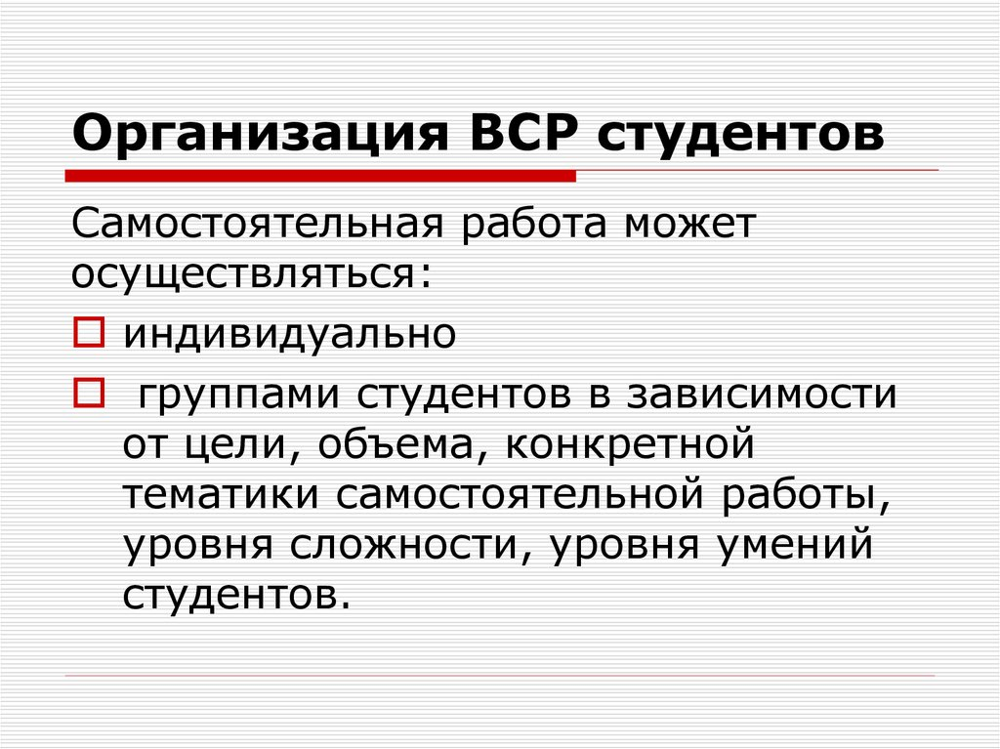 Организация ВСР студентов
Самостоятельная работа может
осуществляться:
индивидуально
группами студентов в зависимости
от цели, объема, конкретной
тематики самостоятельной работы,
уровня сложности, уровня умений
студентов.